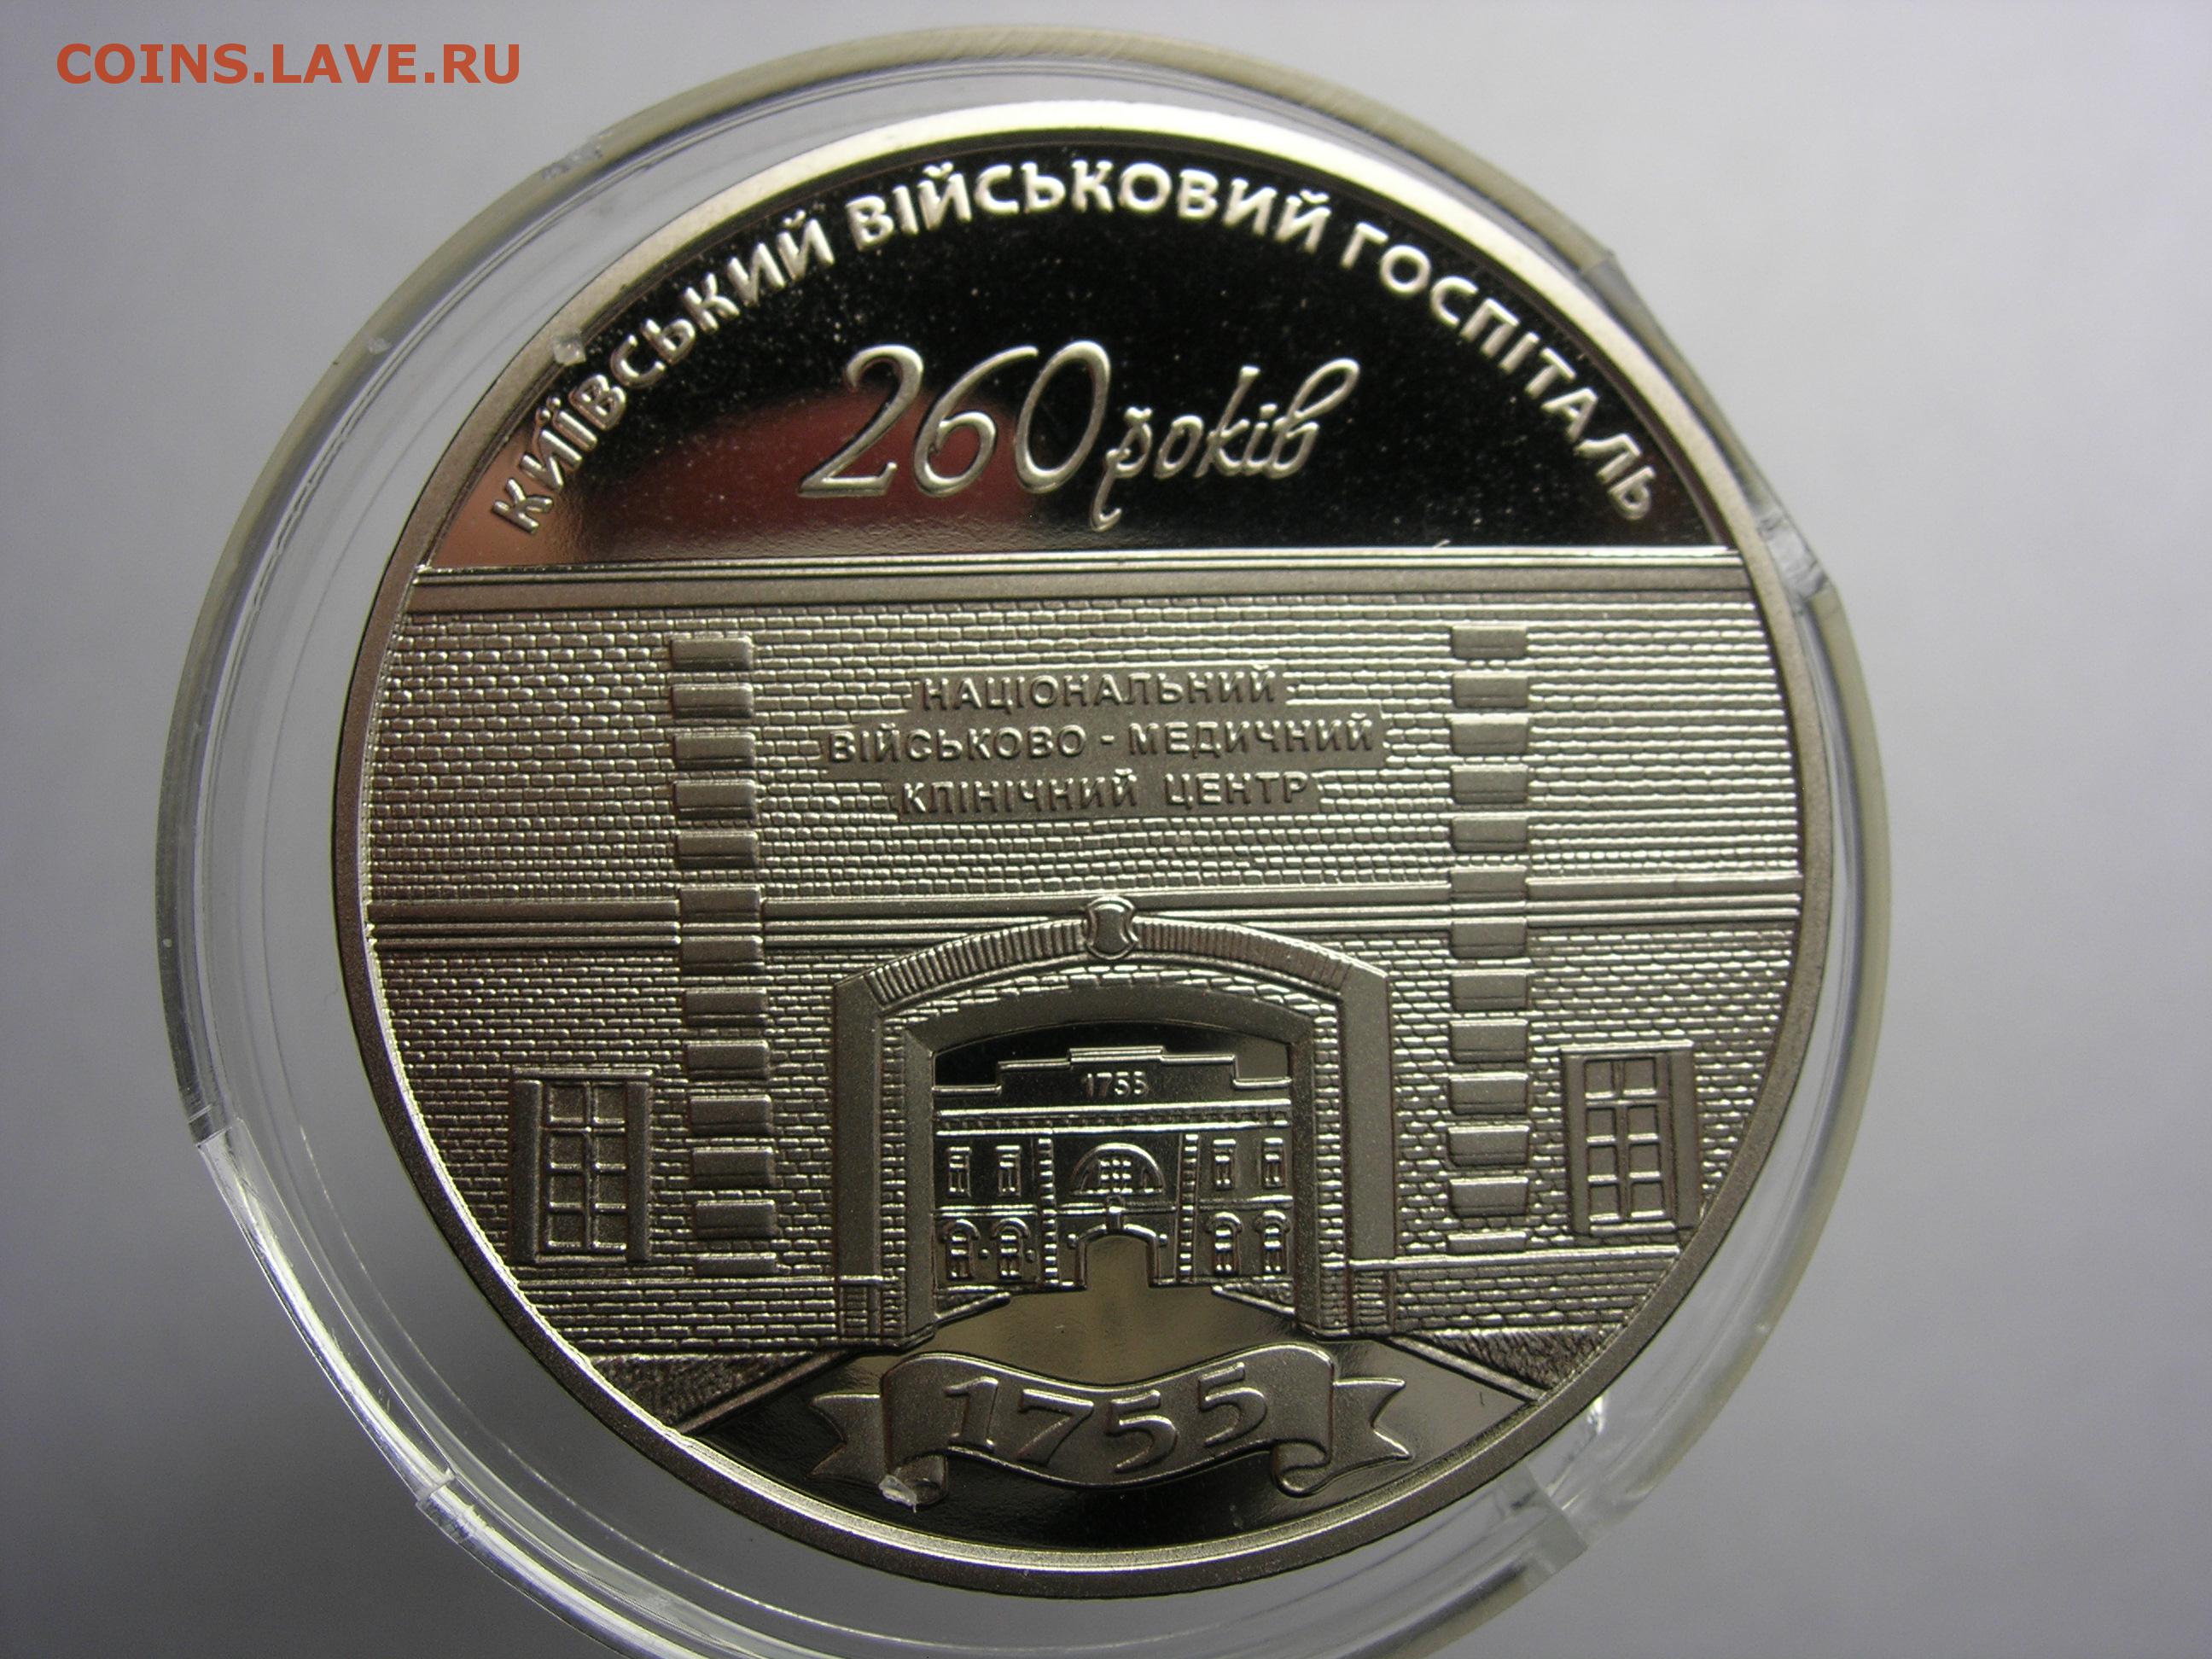 COINS.LAVE.RU
КИЇВСЬКИЙ ВІЙСЬКОВИЙ ГОСПІТАЛЬ
260 років
НАЦІОНАЛЬНИЙ
ВІЙСЬКОВО - МЕДИЧНИЙ
КЛІНІЧНИЙ ЦЕНТР
1755
1755